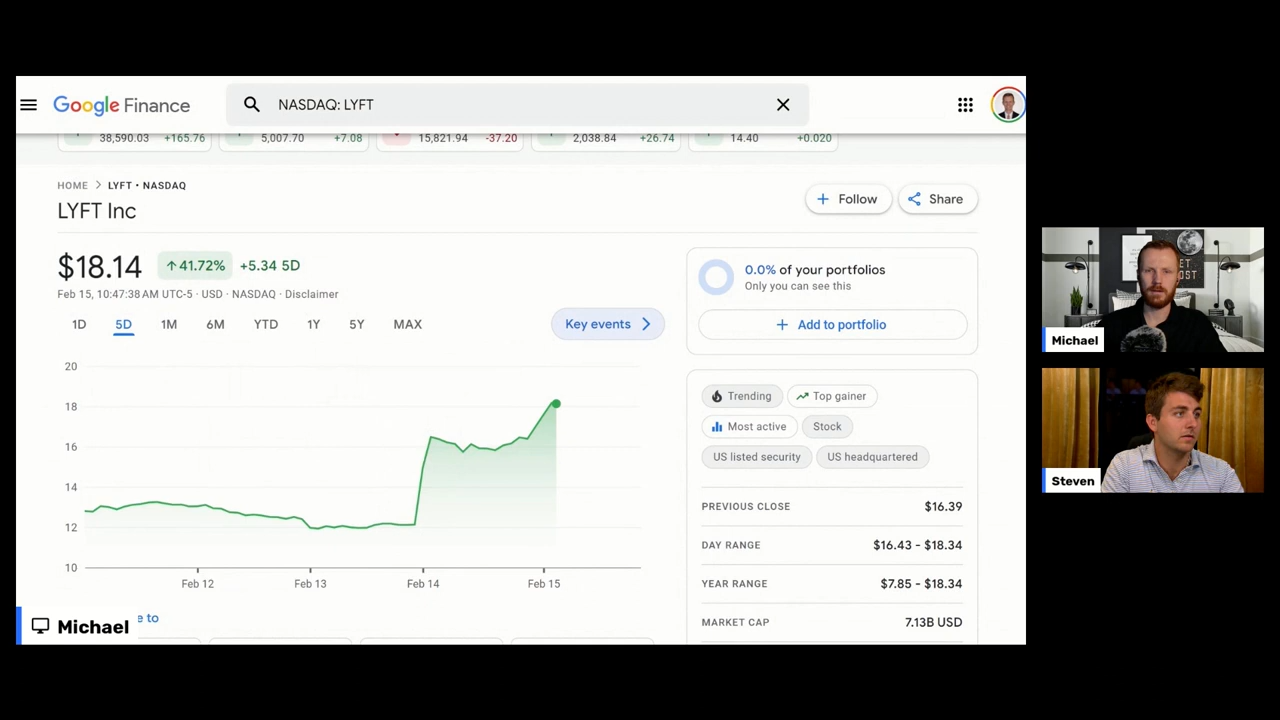 Google Finance
NASDAQ: LYFT
38,590.03 +165.76
5,007.70 +7.08
15,821.94 -37.20
2,038.84 +26.74
14.40 +0.020
HOME > LYFT • NASDAQ
LYFT Inc
Follow
Share
$18.14 ↑41.72% +5.34 5D
Feb 15, 10:47:38 AM UTC-5 · USD · NASDAQ · Disclaimer
1D 5D 1M 6M YTD 1Y 5Y MAX
Key events
20
18
16
14
12
10
Feb 12 Feb 13 Feb 14 Feb 15
e to
Michael
0.0% of your portfolios
Only you can see this
+ Add to portfolio
Trending
Top gainer
Most active
Stock
US listed security
US headquartered
PREVIOUS CLOSE $16.39
DAY RANGE $16.43 - $18.34
YEAR RANGE $7.85 - $18.34
MARKET CAP 7.13B USD
Michael
Steven